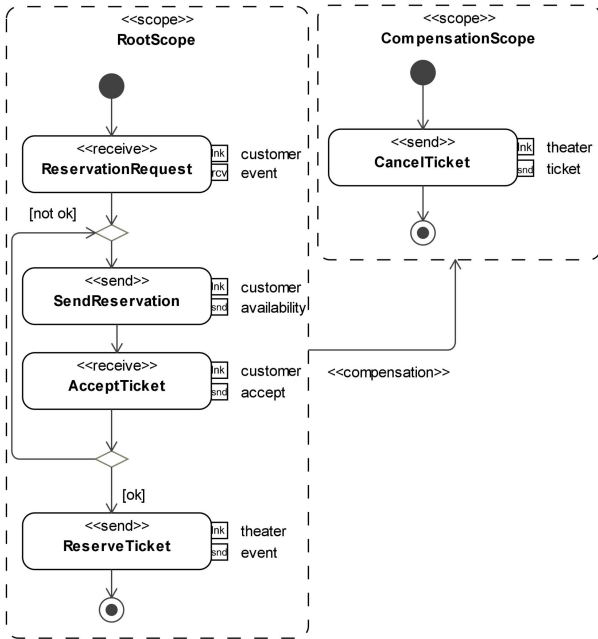 <<scope>>
RootScope
<<receive>>
ReservationRequest
lnk customer
rcv event
[not ok]
<<send>>
SendReservation
lnk customer
snd availability
<<receive>>
AcceptTicket
lnk customer
snd accept
[ok]
<<send>>
ReserveTicket
lnk theater
snd event
<<compensation>>
<<scope>>
CompensationScope
<<send>>
CancelTicket
lnk theater
snd ticket